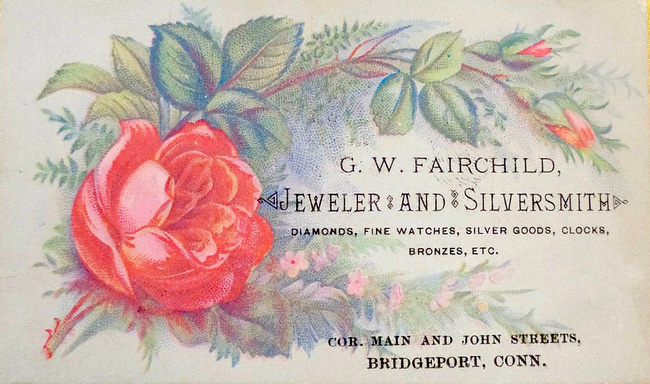 G. W. FAIRCHILD,
JEWELER AND SILVERSMITH
DIAMONDS, FINE WATCHES, SILVER GOODS, CLOCKS,
BRONZES, ETC.
COR. MAIN AND JOHN STREETS,
BRIDGEPORT, CONN.